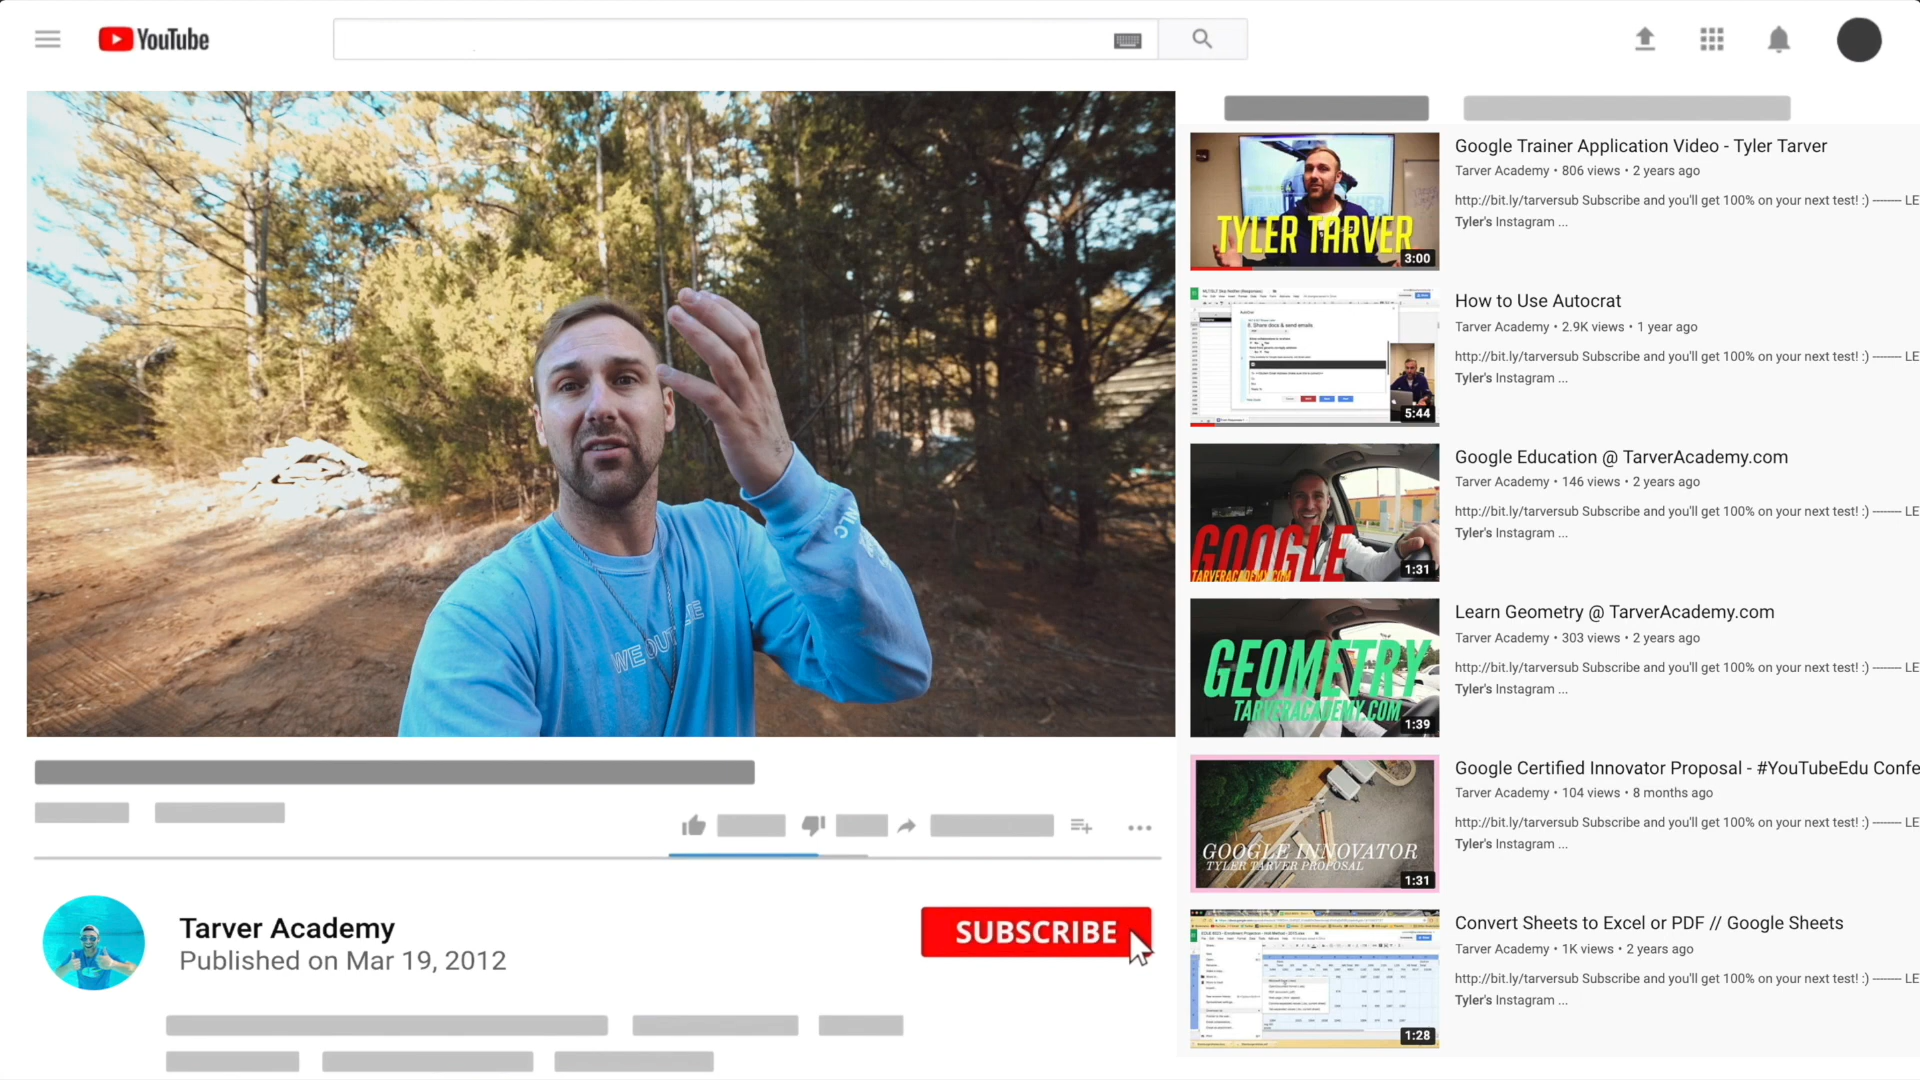 YouTube
WE OUT
NLC
Tarver Academy
Published on Mar 19, 2012
SUBSCRIBE
TYLER TARVER
3:00
Google Trainer Application Video - Tyler Tarver
Tarver Academy • 806 views • 2 years ago
http://bit.ly/tarversub Subscribe and you'll get 100% on your next test! :) -------- LE
Tyler's Instagram ...
8. Share docs & send emails
5:44
How to Use Autocrat
Tarver Academy • 2.9K views • 1 year ago
http://bit.ly/tarversub Subscribe and you'll get 100% on your next test! :) -------- LE
Tyler's Instagram ...
GOOGLE
TARVERACADEMY.COM
1:31
Google Education @ TarverAcademy.com
Tarver Academy • 146 views • 2 years ago
http://bit.ly/tarversub Subscribe and you'll get 100% on your next test! :) -------- LE
Tyler's Instagram ...
GEOMETRY
TARVERACADEMY.COM
1:39
Learn Geometry @ TarverAcademy.com
Tarver Academy • 303 views • 2 years ago
http://bit.ly/tarversub Subscribe and you'll get 100% on your next test! :) -------- LE
Tyler's Instagram ...
GOOGLE INNOVATOR
TYLER TARVER PROPOSAL
1:31
Google Certified Innovator Proposal - #YouTubeEdu Confe
Tarver Academy • 104 views • 8 months ago
http://bit.ly/tarversub Subscribe and you'll get 100% on your next test! :) -------- LE
Tyler's Instagram ...
1:28
Convert Sheets to Excel or PDF // Google Sheets
Tarver Academy • 1K views • 2 years ago
http://bit.ly/tarversub Subscribe and you'll get 100% on your next test! :) -------- LE
Tyler's Instagram ...